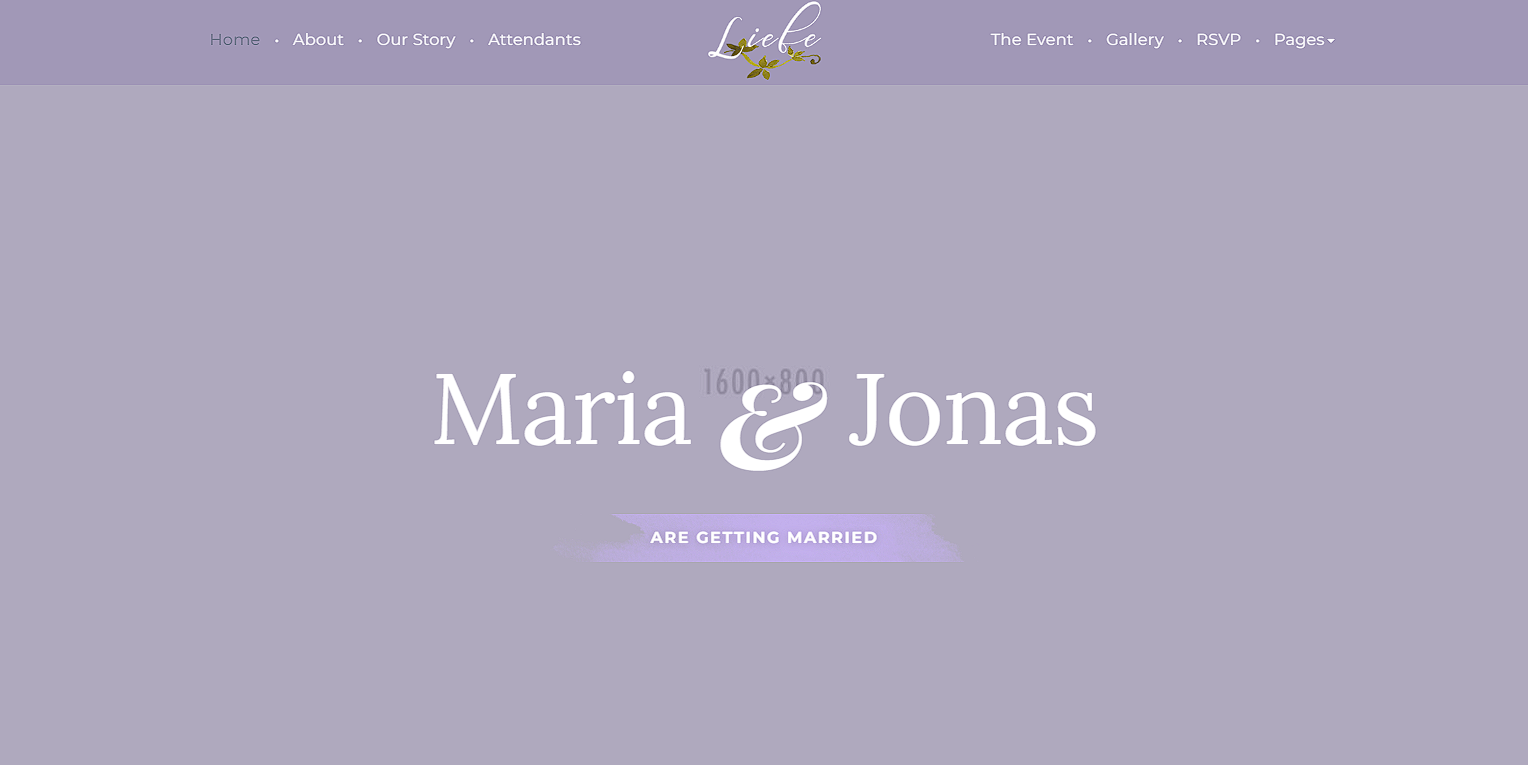 Home • About • Our Story • Attendants
Liebe
The Event • Gallery • RSVP • Pages
1600×800
Maria & Jonas
ARE GETTING MARRIED